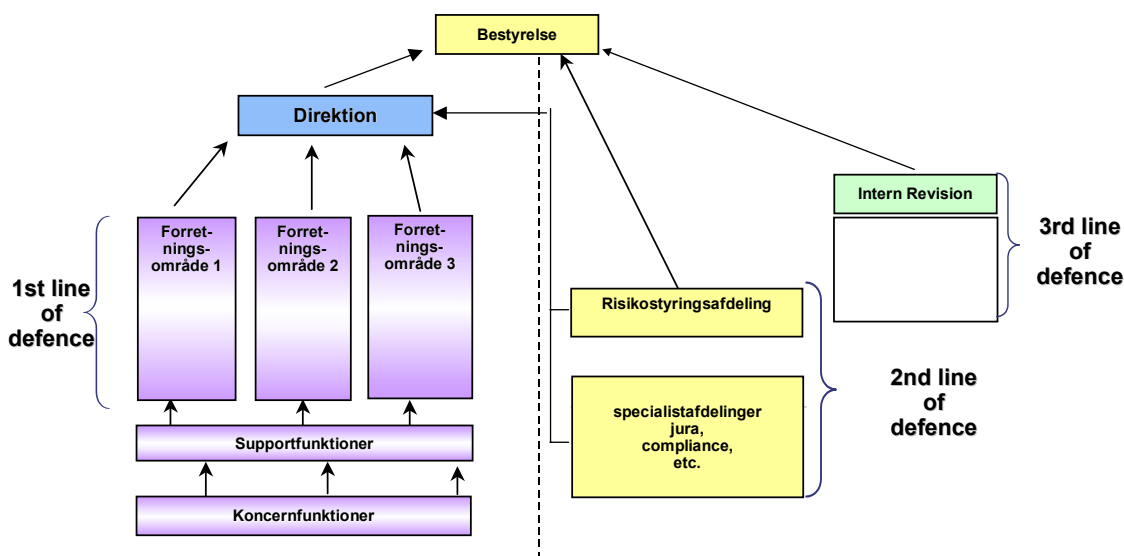 Bestyrelse
Direktion
Intern Revision
3rd line
of
defence
Forret-
nings-
område 1
Forret-
nings-
område 2
Forret-
nings-
område 3
1st line
of
defence
Risikostyringsafdeling
2nd line
of
defence
specialistafdelinger
jura,
compliance,
etc.
Supportfunktioner
Koncernfunktioner